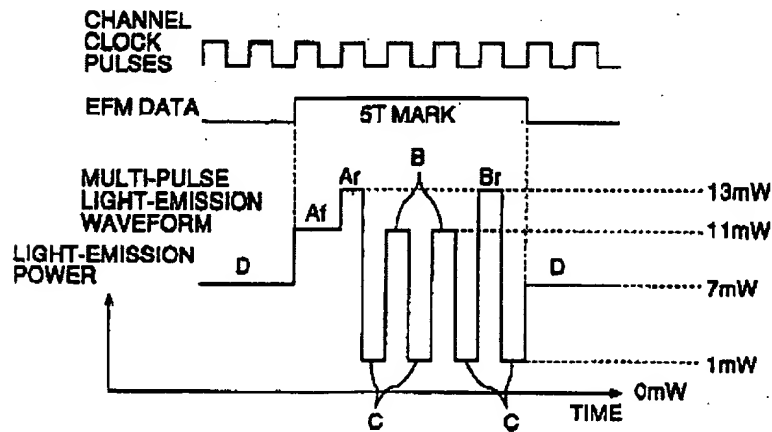 CHANNEL
CLOCK
PULSES
EFM DATA
5T MARK
MULTI-PULSE
LIGHT-EMISSION
WAVEFORM
Af
Ar
B
Br
13mW
11mW
LIGHT-EMISSION
POWER
D
D
7mW
1mW
0mW
TIME
C
C